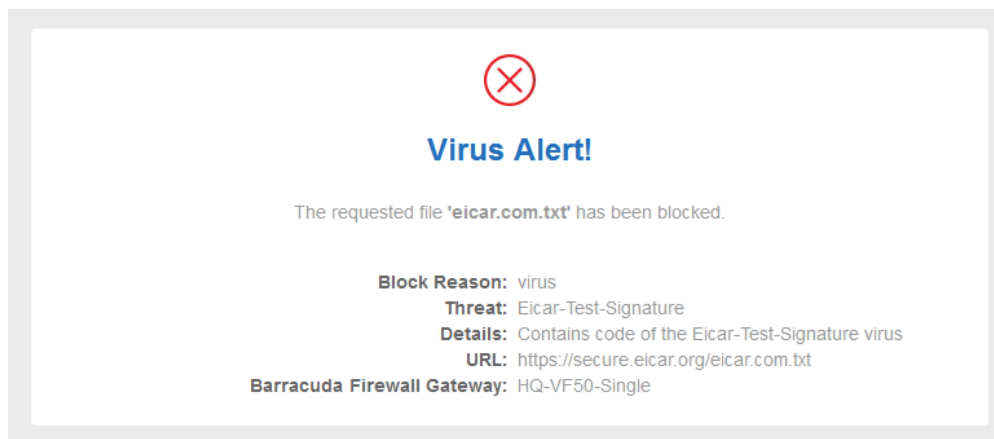 Virus Alert!
The requested file 'eicar.com.txt' has been blocked.
Block Reason: virus
Threat: Eicar-Test-Signature
Details: Contains code of the Eicar-Test-Signature virus
URL: https://secure.eicar.org/eicar.com.txt
Barracuda Firewall Gateway: HQ-VF50-Single